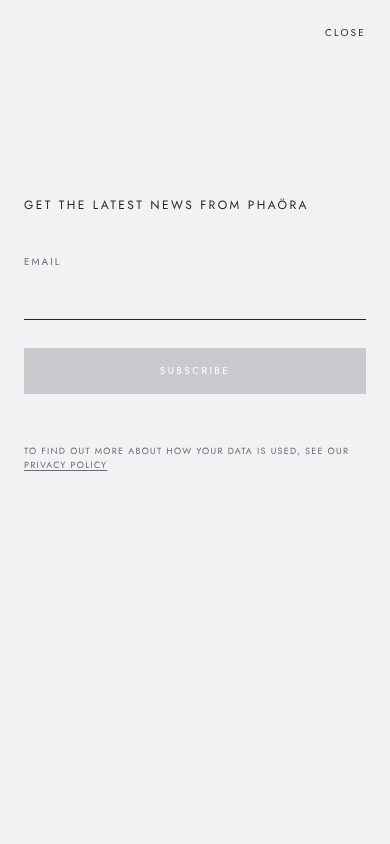 CLOSE
GET THE LATEST NEWS FROM PHAÖRA
EMAIL
SUBSCRIBE
TO FIND OUT MORE ABOUT HOW YOUR DATA IS USED, SEE OUR
PRIVACY POLICY